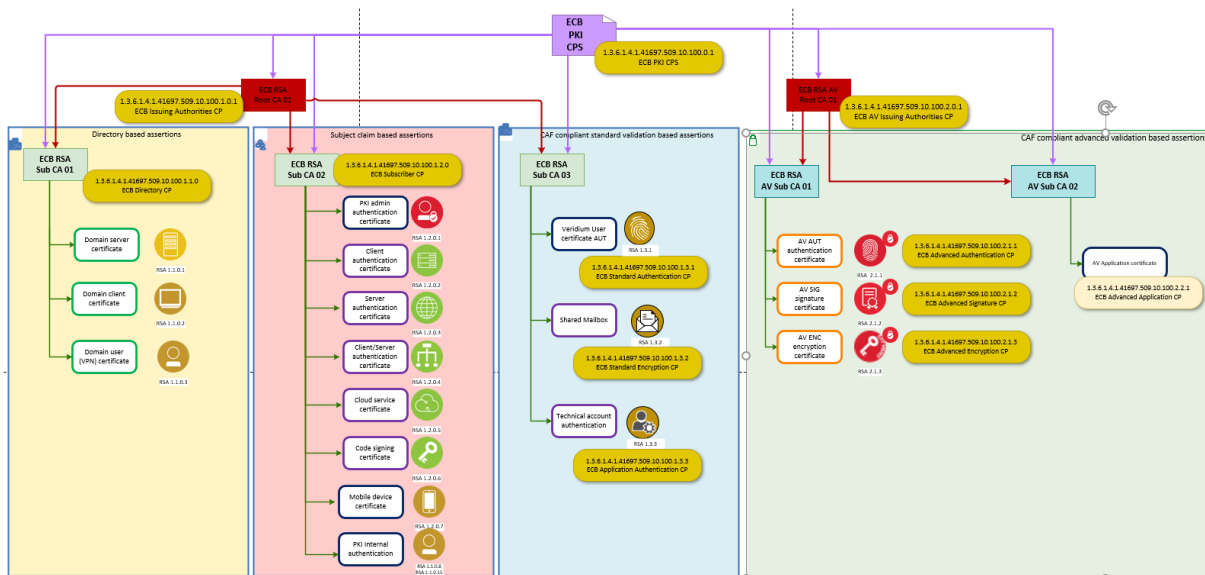 ECB
PKI
CPS
1.3.6.1.4.1.41697.509.10.100.0.1
ECB PKI CPS
ECB RSA
Root CA 01
1.3.6.1.4.1.41697.509.10.100.1.0.1
ECB Issuing Authorities CP
ECB RSA AV
Root CA 01
1.3.6.1.4.1.41697.509.10.100.2.0.1
ECB AV Issuing Authorities CP
Directory based assertions
ECB RSA
Sub CA 01
1.3.6.1.4.1.41697.509.10.100.1.1.0
ECB Directory CP
Domain server
certificate
RSA 1.1.0.1
Domain client
certificate
RSA 1.1.0.2
Domain user
(VPN) certificate
RSA 1.1.0.3
Subject claim based assertions
ECB RSA
Sub CA 02
1.3.6.1.4.1.41697.509.10.100.1.2.0
ECB Subscriber CP
PKI admin
authentication
certificate
RSA 1.2.0.1
Client
authentication
certificate
RSA 1.2.0.2
Server
authentication
certificate
RSA 1.2.0.3
Client/Server
authentication
certificate
RSA 1.2.0.4
Cloud service
certificate
RSA 1.2.0.5
Code signing
certificate
RSA 1.2.0.6
Mobile device
certificate
RSA 1.2.0.7
PKI Internal
authentication
RSA 1.1.0.8
RSA 1.1.0.15
CAF compliant standard validation based assertions
ECB RSA
Sub CA 03
Veridium User
certificate AUT
RSA 1.3.1
1.3.6.1.4.1.41697.509.10.100.1.3.1
ECB Standard Authentication CP
Shared Mailbox
RSA 1.3.2
1.3.6.1.4.1.41697.509.10.100.1.3.2
ECB Standard Encryption CP
Technical account
authentication
RSA 1.3.3
1.3.6.1.4.1.41697.509.10.100.1.3.3
ECB Application Authentication CP
CAF compliant advanced validation based assertions
ECB RSA
AV Sub CA 01
AV AUT
authentication
certificate
RSA 2.1.1
1.3.6.1.4.1.41697.509.10.100.2.1.1
ECB Advanced Authentication CP
AV SIG
signature
certificate
RSA 2.1.2
1.3.6.1.4.1.41697.509.10.100.2.1.2
ECB Advanced Signature CP
AV ENC
encryption
certificate
RSA 2.1.3
1.3.6.1.4.1.41697.509.10.100.2.1.3
ECB Advanced Encryption CP
ECB RSA
AV Sub CA 02
AV Application certificate
1.3.6.1.4.1.41697.509.10.100.2.2.1
ECB Advanced Application CP